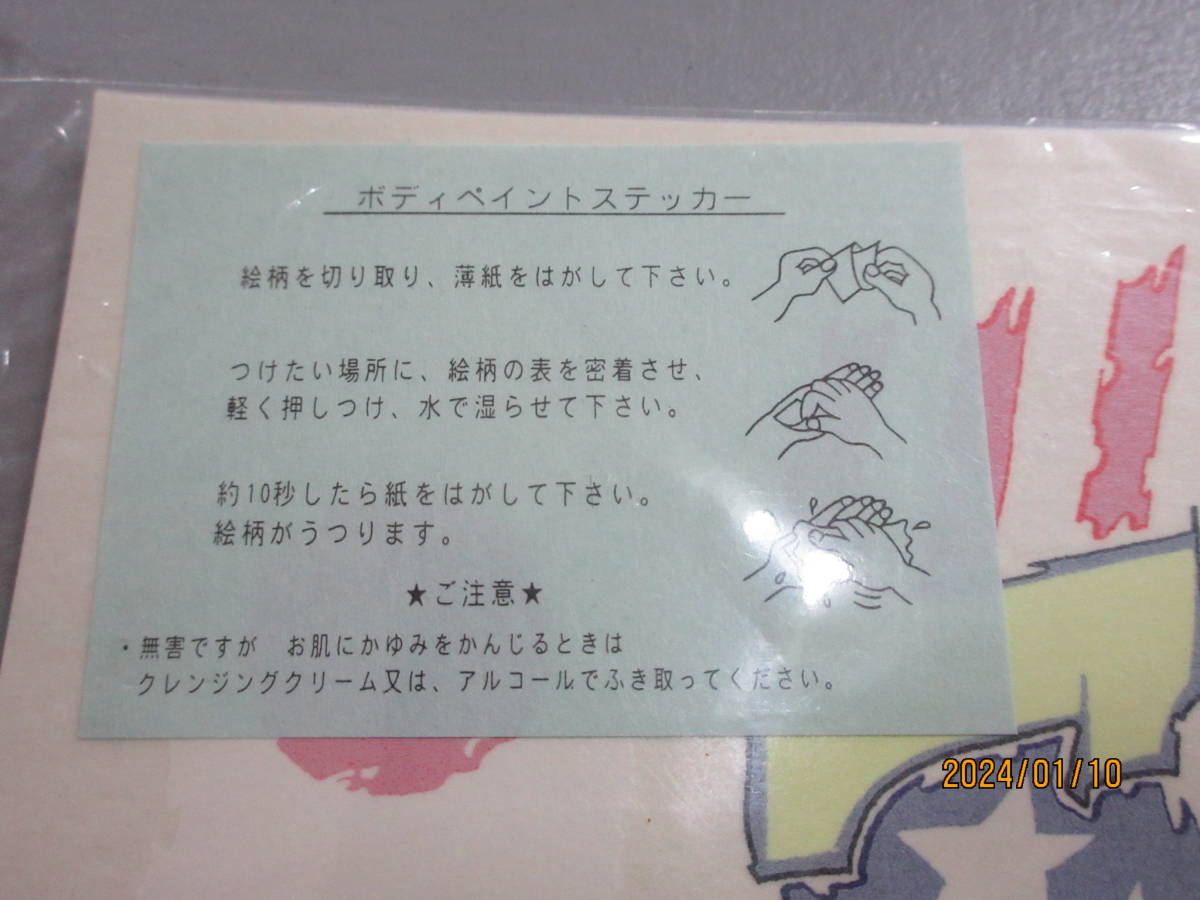 ボディペイントステッカー
絵柄を切り取り、薄紙をはがして下さい。
つけたい場所に、絵柄の表を密着させ、
軽く押しつけ、水で湿らせて下さい。
約10秒したら紙をはがして下さい。
絵柄がうつります。
★ご注意★
・無害ですが　お肌にかゆみをかんじるときは
クレンジングクリーム又は、アルコールでふき取ってください。
2024/01/10